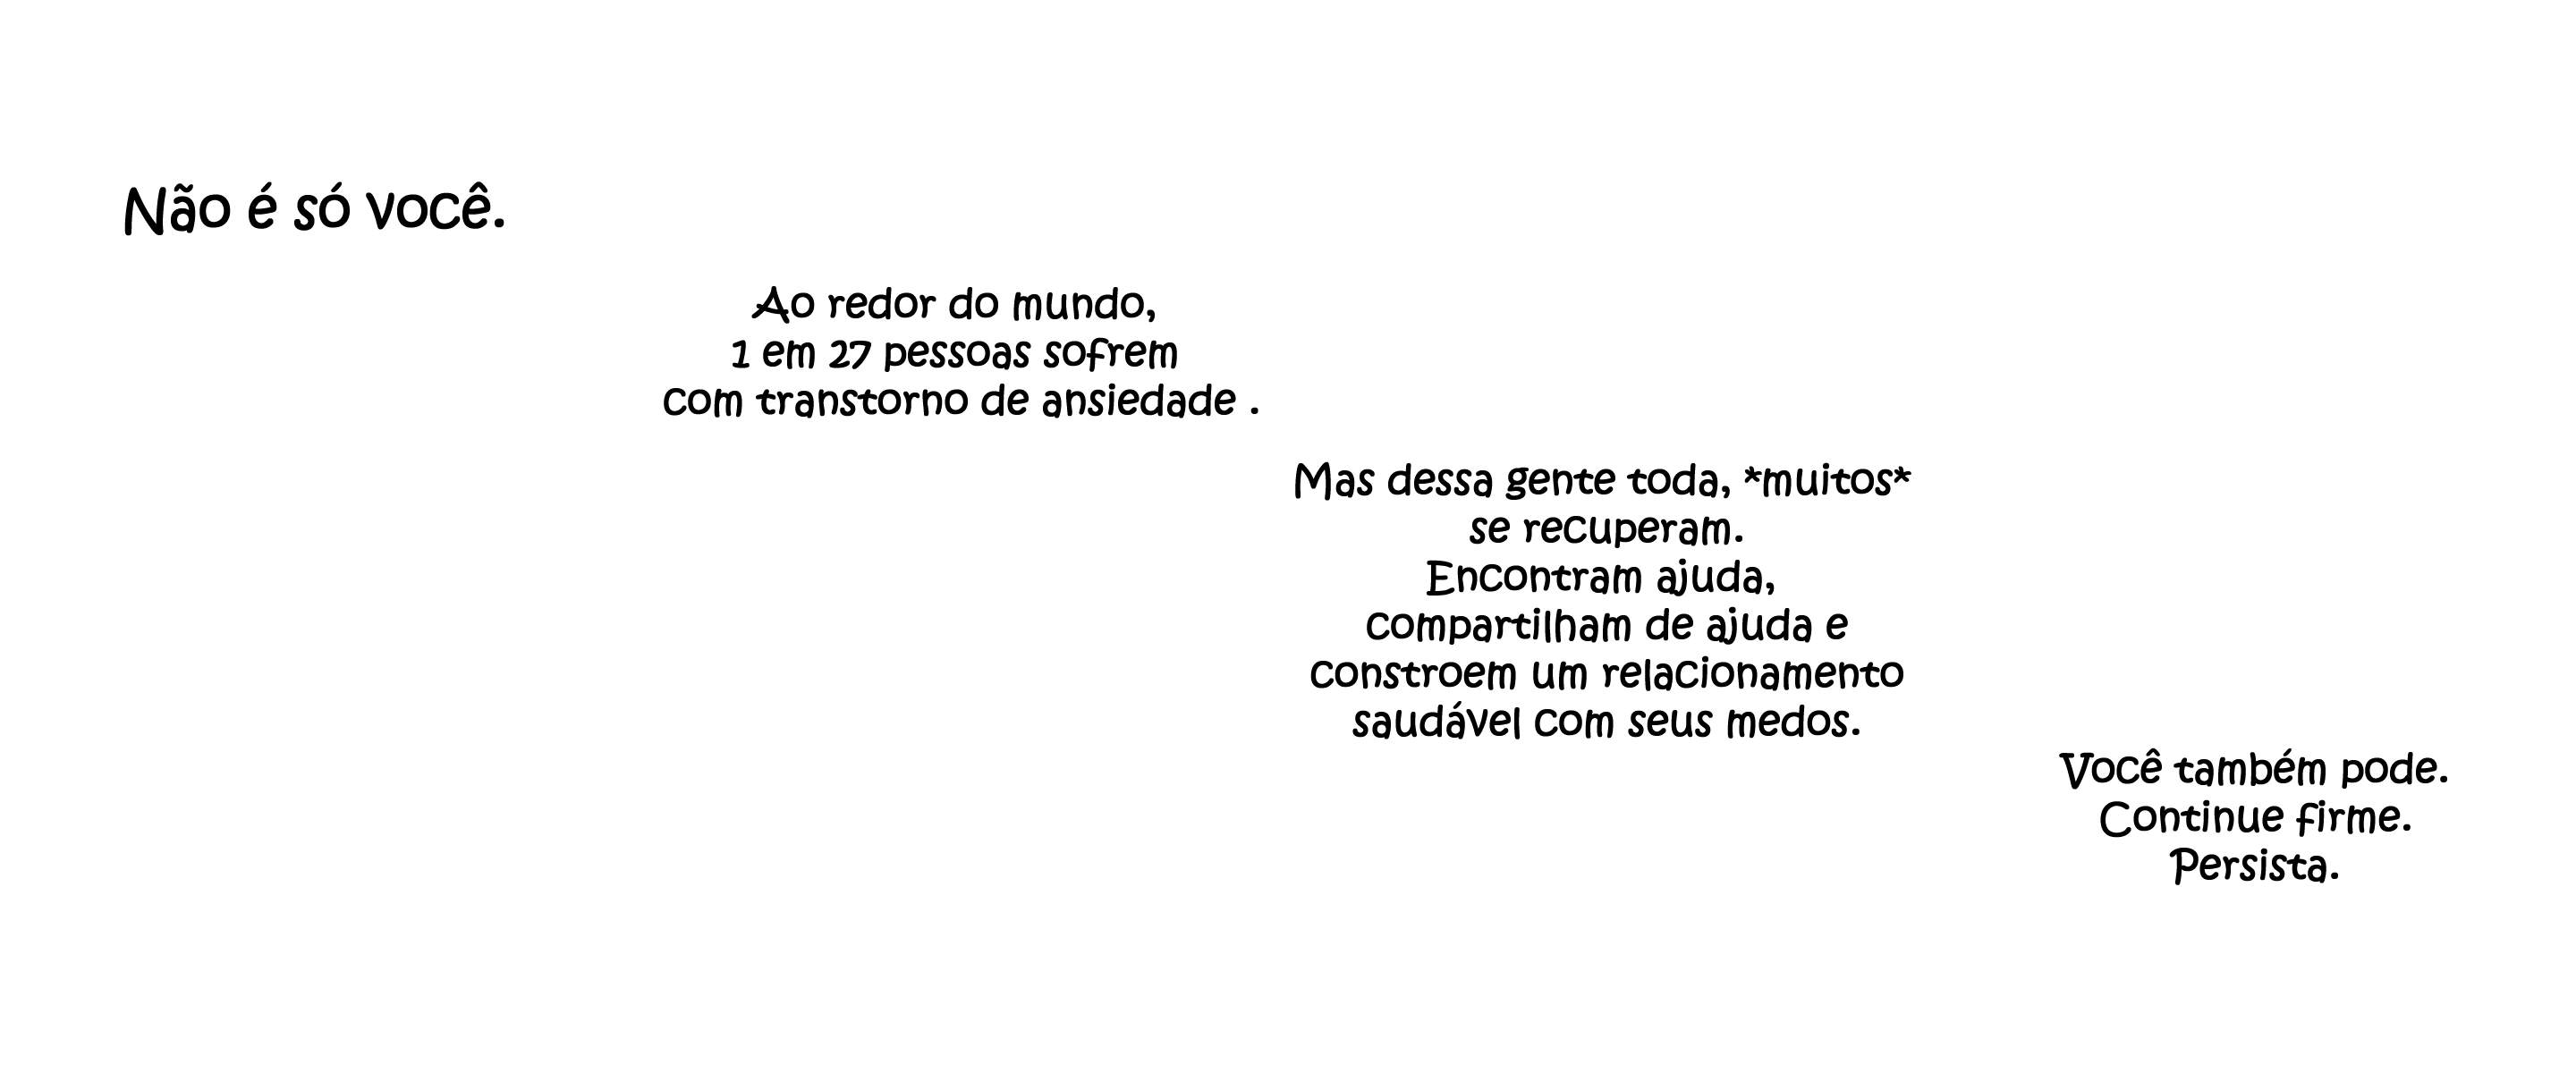 Não é só você.
Ao redor do mundo,
1 em 27 pessoas sofrem
com transtorno de ansiedade .
Mas dessa gente toda, *muitos*
se recuperam.
Encontram ajuda,
compartilham de ajuda e
constroem um relacionamento
saudável com seus medos.
Você também pode.
Continue firme.
Persista.